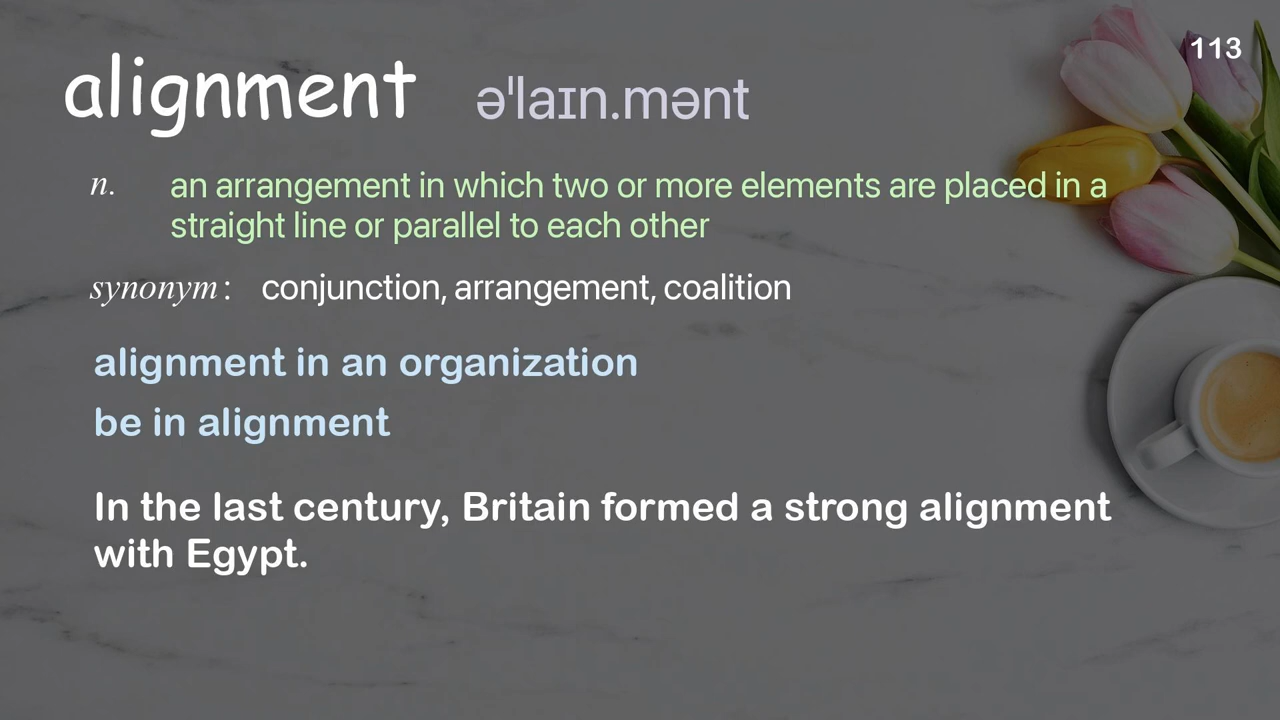 113
alignment əˈlaɪn.mənt
n. an arrangement in which two or more elements are placed in a
straight line or parallel to each other
synonym: conjunction, arrangement, coalition
alignment in an organization
be in alignment
In the last century, Britain formed a strong alignment
with Egypt.